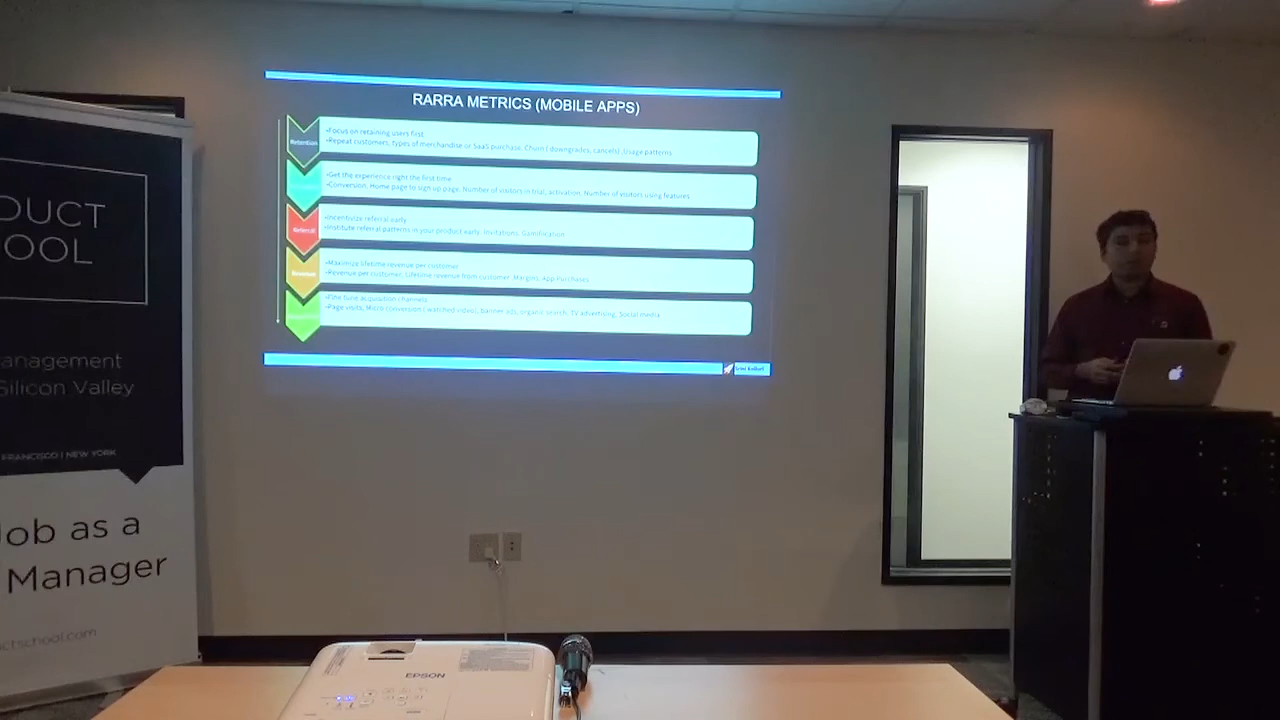 RARRA METRICS (MOBILE APPS)
Retention
•Focus on retaining users first
•Repeat customers, types of merchandise or SaaS purchase. Churn ( downgrades, cancels). Usage patterns
•Get the experience right the first time
•Conversion, Home page to sign up page. Number of visitors in trial, activation. Number of visitors using features
Referral
•Incentivize referral early
•Institute referral patterns in your product early. Invitations. Gamification
Revenue
•Maximize lifetime revenue per customer
•Revenue per customer, Lifetime revenue from customer. Margins, App Purchases
•Fine tune acquisition channels
•Page visits, Micro conversion ( watched video), banner ads, organic search, TV advertising, Social media
DUCT
OOL
anagement
Silicon Valley
FRANCISCO | NEW YORK
Job as a
Manager
ctschool.com
EPSON